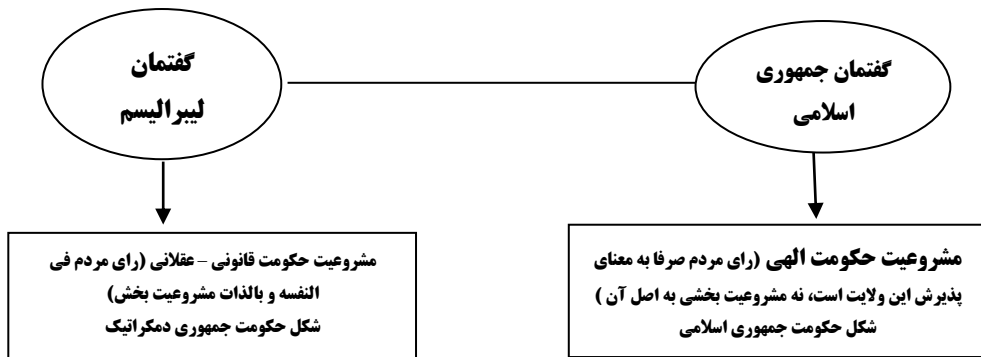 گفتمان جمهوری
اسلامی
گفتمان
لیبرالیسم
مشروعیت حکومت الهی (رای مردم صرفا به معنای
پذیرش این ولایت است، نه مشروعیت بخشی به اصل آن )
شکل حکومت جمهوری اسلامی
مشروعیت حکومت قانونی – عقلانی (رای مردم فی
النفسه و بالذات مشروعیت بخش)
شکل حکومت جمهوری دمکراتیک